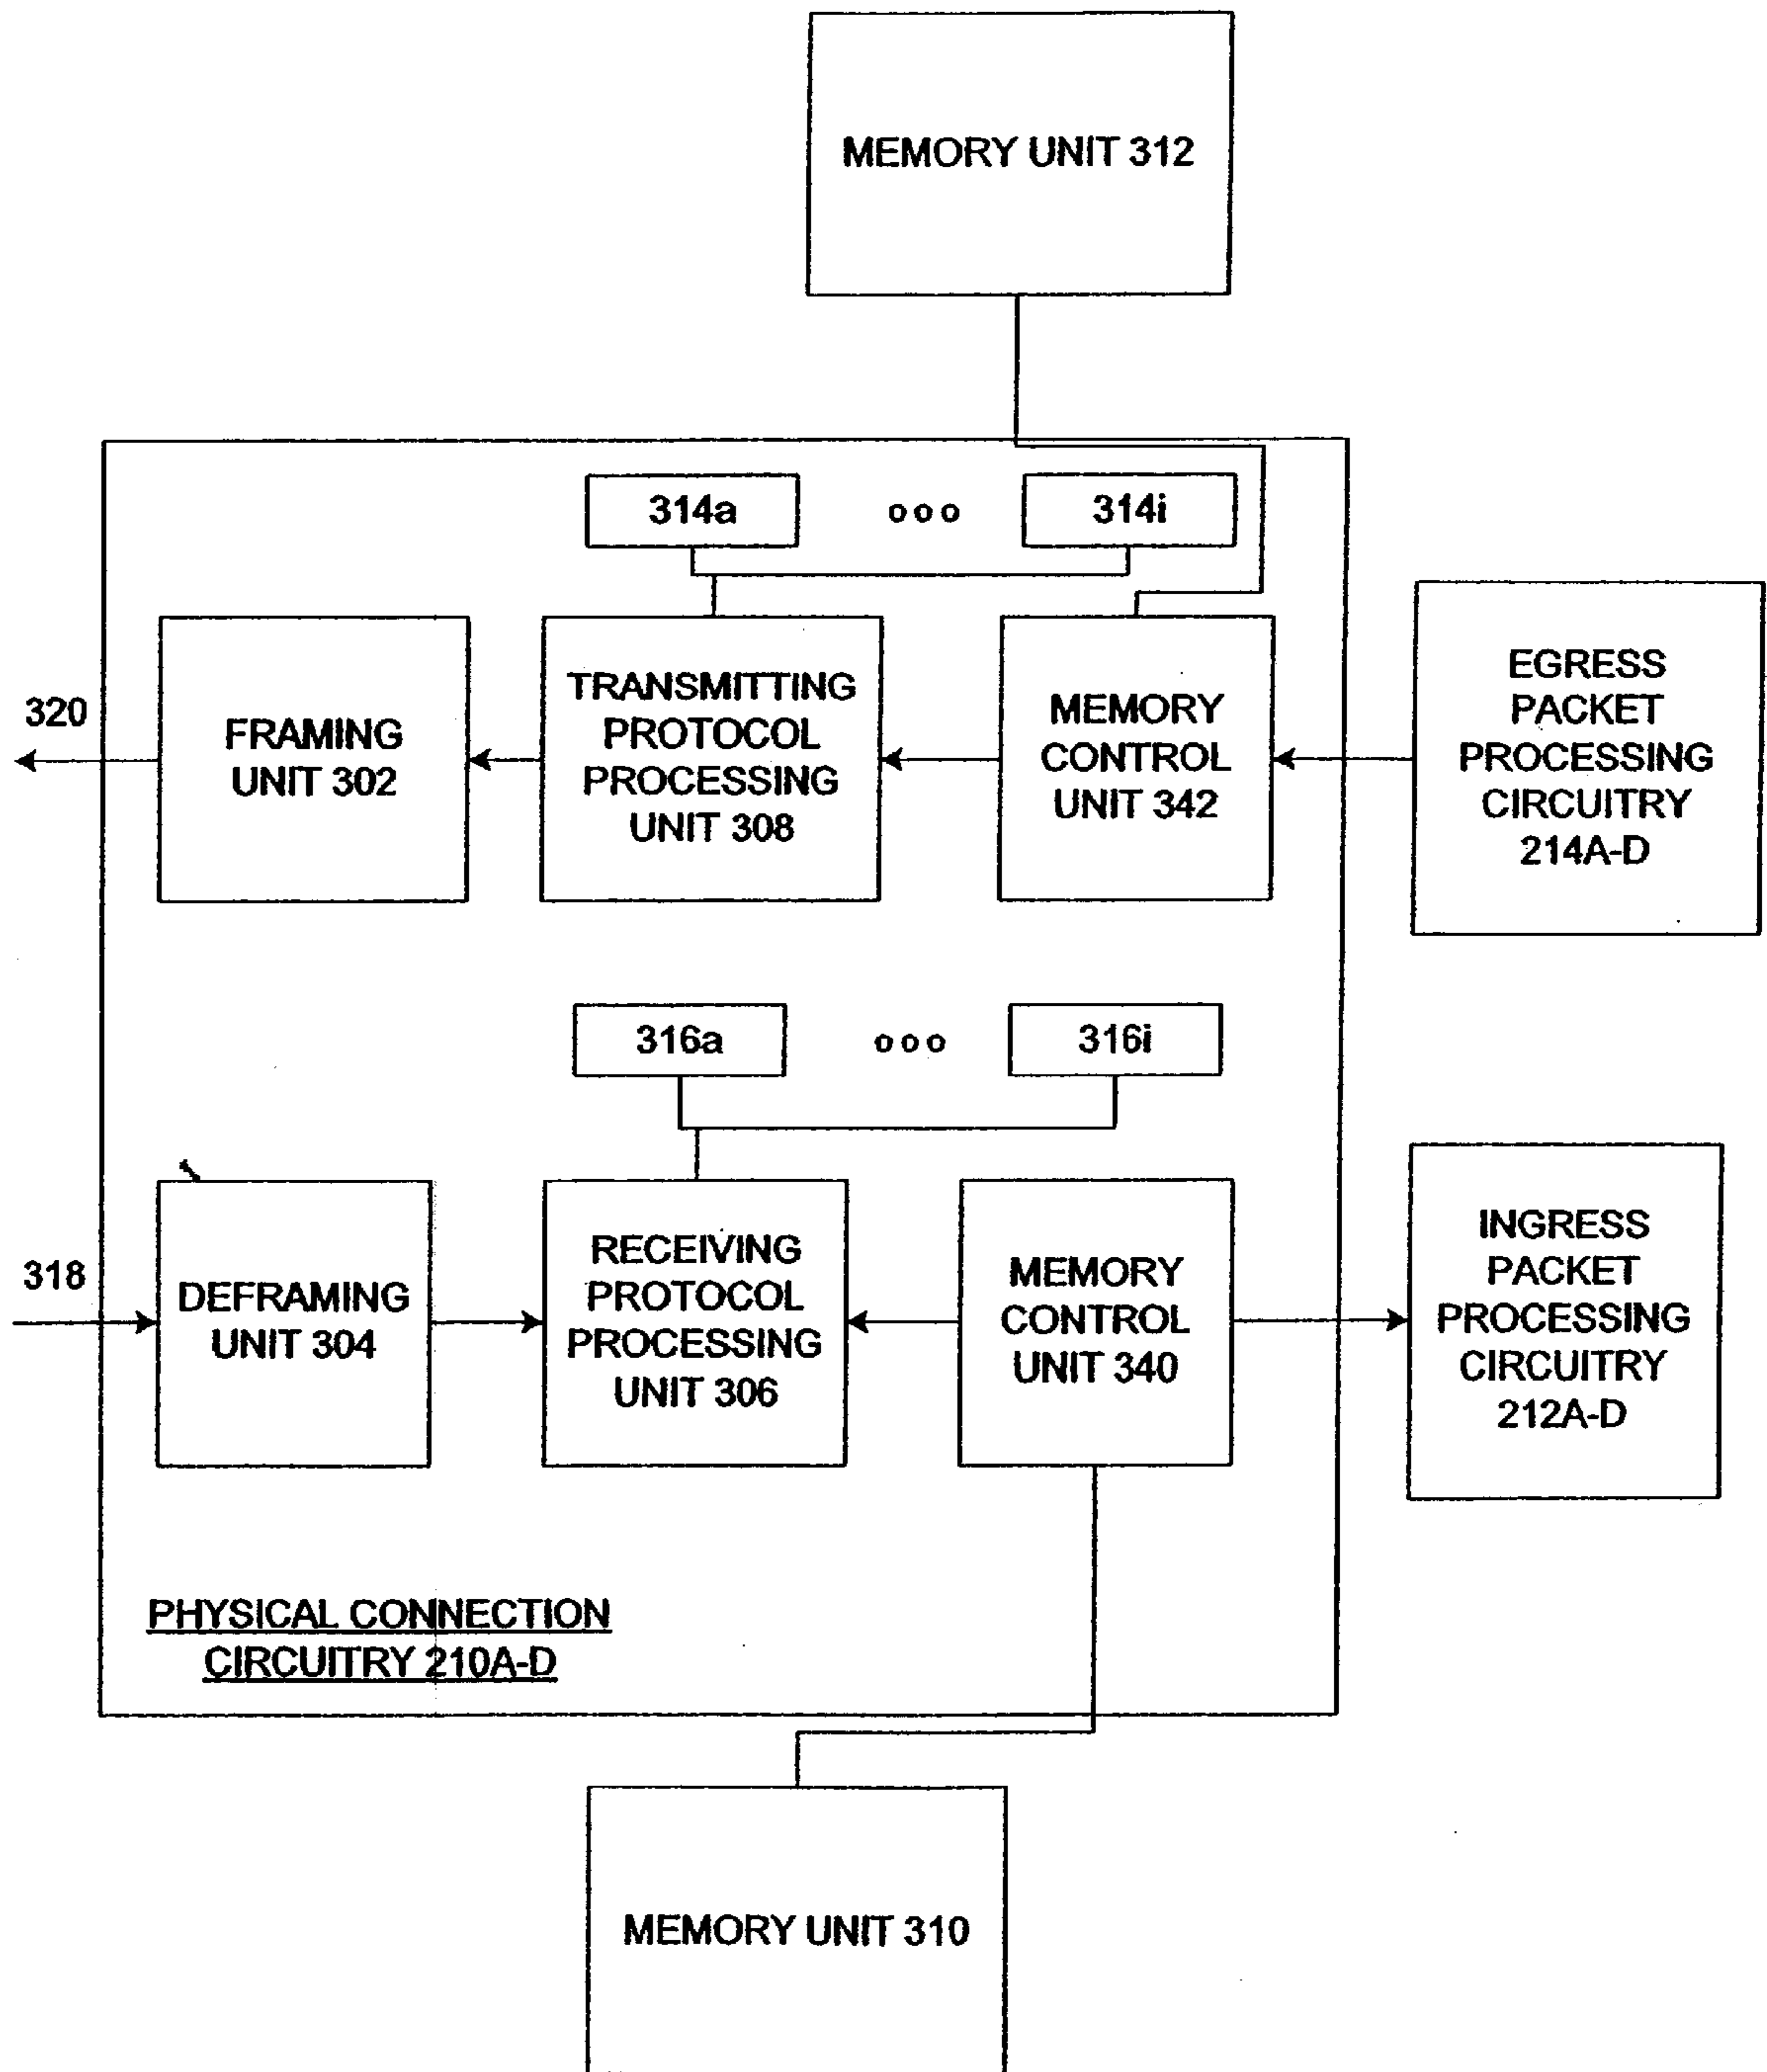 MEMORY UNIT 312
314a
ooo
314i
320
FRAMING
UNIT 302
TRANSMITTING
PROTOCOL
PROCESSING
UNIT 308
MEMORY
CONTROL
UNIT 342
EGRESS
PACKET
PROCESSING
CIRCUITRY
214A-D
316a
ooo
316i
318
DEFRAMING
UNIT 304
RECEIVING
PROTOCOL
PROCESSING
UNIT 306
MEMORY
CONTROL
UNIT 340
INGRESS
PACKET
PROCESSING
CIRCUITRY
212A-D
PHYSICAL CONNECTION
CIRCUITRY 210A-D
MEMORY UNIT 310